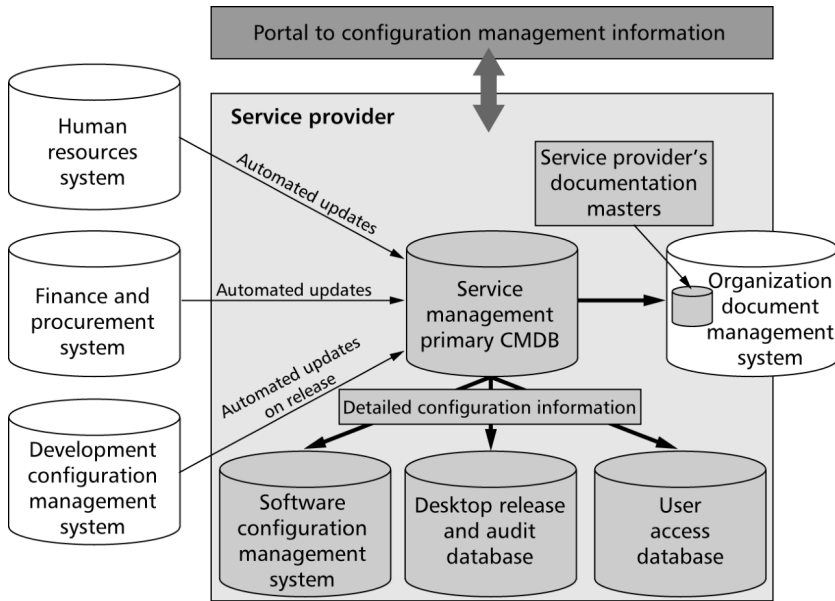 Portal to configuration management information
Service provider
Human
resources
system
Automated updates
Service provider's
documentation
masters
Finance and
procurement
system
Automated updates
Service
management
primary CMDB
Organization
document
management
system
Automated updates
on release
Detailed configuration information
Development
configuration
management
system
Software
configuration
management
system
Desktop release
and audit
database
User
access
database